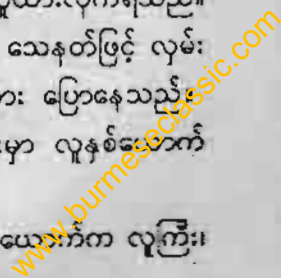 သေနတ်ဖြင့် လှမ်း
ပြောနေသည်။
လူနစ်ယောက်
ယောက်က လူကြီး၊
www.burmeseclassic.com